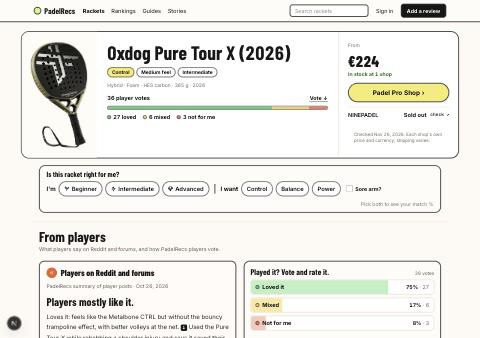 PadelRecs Rackets Rankings Guides Stories Search rackets Sign in Add a review
Oxdog Pure Tour X (2026)
Control Medium feel Intermediate
Hybrid · Foam · HES carbon · 365 g · 2026
36 player votes Vote
27 loved 6 mixed 3 not for me
From
€224
In stock at 1 shop
Padel Pro Shop ›
NINEPADEL Sold out check
Checked Nov 26, 2026. Each shop's own
price and currency; shipping varies.
Is this racket right for me?
I'm Beginner Intermediate Advanced I want Control Balance Power Sore arm?
Pick both to see your match %
From players
What players say on Reddit and forums, and how PadelRecs players vote.
Players on Reddit and forums
PadelRecs summary of player posts · Oct 26, 2026
Players mostly like it.
Loved it: feels like the Metalbone CTRL but without the bouncy
trampoline effect, with better volleys at the net. Used the Pure
Played it? Vote and rate it. 36 votes
Loved it 75% · 27
Mixed 17% · 6
Not for me 8% · 3
N